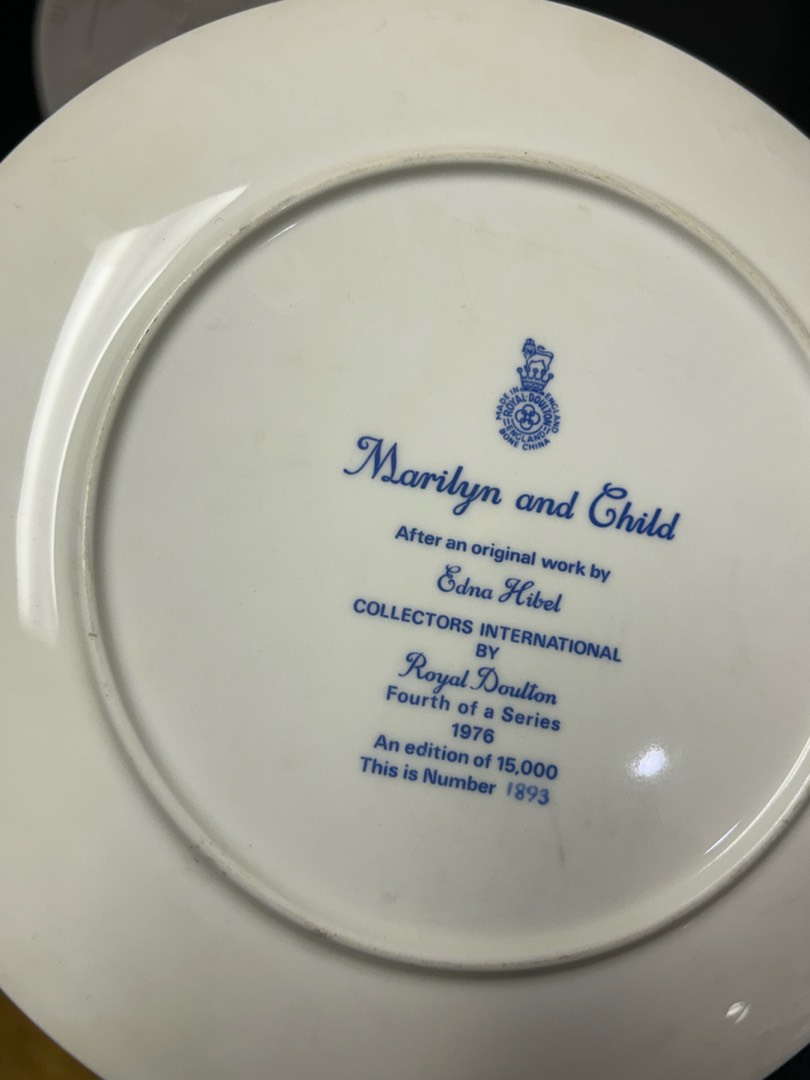 MADE IN ENGLAND
ROYAL·DOULTON
ENGLAND
BONE CHINA
Marilyn and Child
After an original work by
Edna Hibel
COLLECTORS INTERNATIONAL
BY
Royal Doulton
Fourth of a Series
1976
An edition of 15,000
This is Number 1893